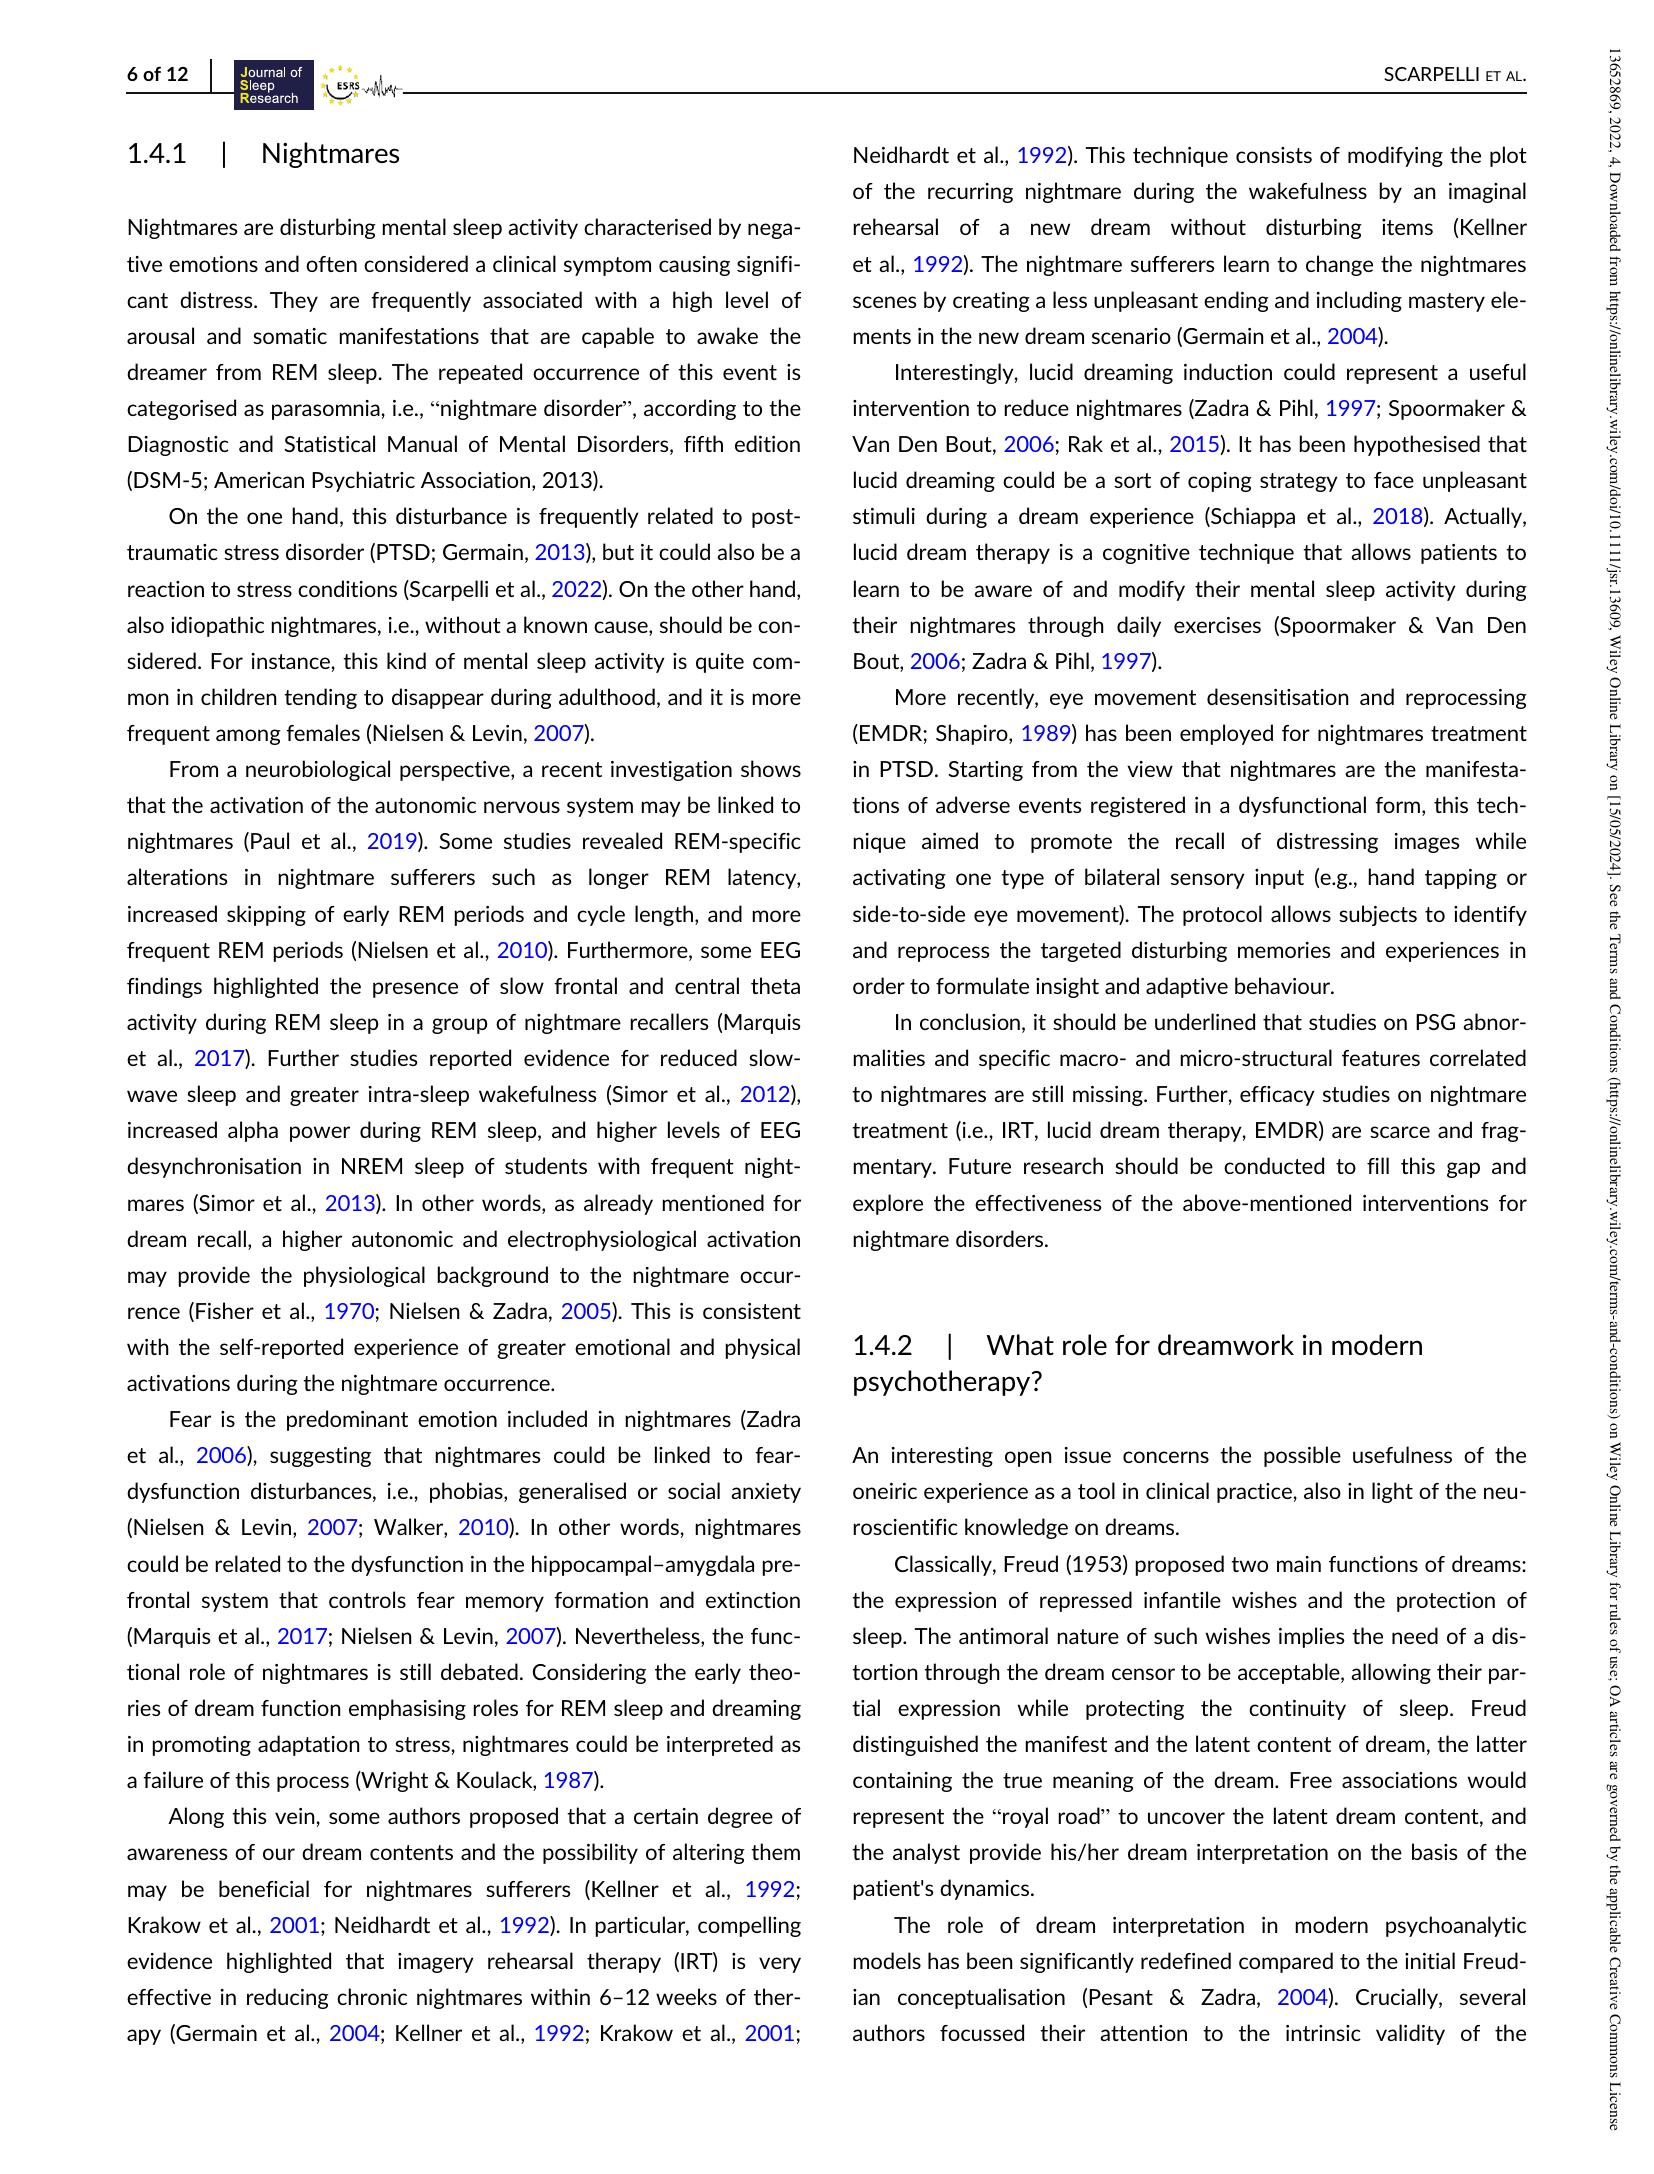 6 of 12
Journal of
Sleep
Research
ESRS
SCARPELLI ET AL.
1.4.1 | Nightmares
Nightmares are disturbing mental sleep activity characterised by nega-
tive emotions and often considered a clinical symptom causing signifi-
cant distress. They are frequently associated with a high level of
arousal and somatic manifestations that are capable to awake the
dreamer from REM sleep. The repeated occurrence of this event is
categorised as parasomnia, i.e., “nightmare disorder”, according to the
Diagnostic and Statistical Manual of Mental Disorders, fifth edition
(DSM-5; American Psychiatric Association, 2013).
On the one hand, this disturbance is frequently related to post-
traumatic stress disorder (PTSD; Germain, 2013), but it could also be a
reaction to stress conditions (Scarpelli et al., 2022). On the other hand,
also idiopathic nightmares, i.e., without a known cause, should be con-
sidered. For instance, this kind of mental sleep activity is quite com-
mon in children tending to disappear during adulthood, and it is more
frequent among females (Nielsen & Levin, 2007).
From a neurobiological perspective, a recent investigation shows
that the activation of the autonomic nervous system may be linked to
nightmares (Paul et al., 2019). Some studies revealed REM-specific
alterations in nightmare sufferers such as longer REM latency,
increased skipping of early REM periods and cycle length, and more
frequent REM periods (Nielsen et al., 2010). Furthermore, some EEG
findings highlighted the presence of slow frontal and central theta
activity during REM sleep in a group of nightmare recallers (Marquis
et al., 2017). Further studies reported evidence for reduced slow-
wave sleep and greater intra-sleep wakefulness (Simor et al., 2012),
increased alpha power during REM sleep, and higher levels of EEG
desynchronisation in NREM sleep of students with frequent night-
mares (Simor et al., 2013). In other words, as already mentioned for
dream recall, a higher autonomic and electrophysiological activation
may provide the physiological background to the nightmare occur-
rence (Fisher et al., 1970; Nielsen & Zadra, 2005). This is consistent
with the self-reported experience of greater emotional and physical
activations during the nightmare occurrence.
Fear is the predominant emotion included in nightmares (Zadra
et al., 2006), suggesting that nightmares could be linked to fear-
dysfunction disturbances, i.e., phobias, generalised or social anxiety
(Nielsen & Levin, 2007; Walker, 2010). In other words, nightmares
could be related to the dysfunction in the hippocampal–amygdala pre-
frontal system that controls fear memory formation and extinction
(Marquis et al., 2017; Nielsen & Levin, 2007). Nevertheless, the func-
tional role of nightmares is still debated. Considering the early theo-
ries of dream function emphasising roles for REM sleep and dreaming
in promoting adaptation to stress, nightmares could be interpreted as
a failure of this process (Wright & Koulack, 1987).
Along this vein, some authors proposed that a certain degree of
awareness of our dream contents and the possibility of altering them
may be beneficial for nightmares sufferers (Kellner et al., 1992;
Krakow et al., 2001; Neidhardt et al., 1992). In particular, compelling
evidence highlighted that imagery rehearsal therapy (IRT) is very
effective in reducing chronic nightmares within 6–12 weeks of ther-
apy (Germain et al., 2004; Kellner et al., 1992; Krakow et al., 2001;
Neidhardt et al., 1992). This technique consists of modifying the plot
of the recurring nightmare during the wakefulness by an imaginal
rehearsal of a new dream without disturbing items (Kellner
et al., 1992). The nightmare sufferers learn to change the nightmares
scenes by creating a less unpleasant ending and including mastery ele-
ments in the new dream scenario (Germain et al., 2004).
Interestingly, lucid dreaming induction could represent a useful
intervention to reduce nightmares (Zadra & Pihl, 1997; Spoormaker &
Van Den Bout, 2006; Rak et al., 2015). It has been hypothesised that
lucid dreaming could be a sort of coping strategy to face unpleasant
stimuli during a dream experience (Schiappa et al., 2018). Actually,
lucid dream therapy is a cognitive technique that allows patients to
learn to be aware of and modify their mental sleep activity during
their nightmares through daily exercises (Spoormaker & Van Den
Bout, 2006; Zadra & Pihl, 1997).
More recently, eye movement desensitisation and reprocessing
(EMDR; Shapiro, 1989) has been employed for nightmares treatment
in PTSD. Starting from the view that nightmares are the manifesta-
tions of adverse events registered in a dysfunctional form, this tech-
nique aimed to promote the recall of distressing images while
activating one type of bilateral sensory input (e.g., hand tapping or
side-to-side eye movement). The protocol allows subjects to identify
and reprocess the targeted disturbing memories and experiences in
order to formulate insight and adaptive behaviour.
In conclusion, it should be underlined that studies on PSG abnor-
malities and specific macro- and micro-structural features correlated
to nightmares are still missing. Further, efficacy studies on nightmare
treatment (i.e., IRT, lucid dream therapy, EMDR) are scarce and frag-
mentary. Future research should be conducted to fill this gap and
explore the effectiveness of the above-mentioned interventions for
nightmare disorders.
1.4.2 | What role for dreamwork in modern
psychotherapy?
An interesting open issue concerns the possible usefulness of the
oneiric experience as a tool in clinical practice, also in light of the neu-
roscientific knowledge on dreams.
Classically, Freud (1953) proposed two main functions of dreams:
the expression of repressed infantile wishes and the protection of
sleep. The antimoral nature of such wishes implies the need of a dis-
tortion through the dream censor to be acceptable, allowing their par-
tial expression while protecting the continuity of sleep. Freud
distinguished the manifest and the latent content of dream, the latter
containing the true meaning of the dream. Free associations would
represent the “royal road” to uncover the latent dream content, and
the analyst provide his/her dream interpretation on the basis of the
patient's dynamics.
The role of dream interpretation in modern psychoanalytic
models has been significantly redefined compared to the initial Freud-
ian conceptualisation (Pesant & Zadra, 2004). Crucially, several
authors focussed their attention to the intrinsic validity of the
13652869, 2022, 4, Downloaded from https://onlinelibrary.wiley.com/doi/10.1111/jsr.13609, Wiley Online Library on [15/05/2024]. See the Terms and Conditions (https://onlinelibrary.wiley.com/terms-and-conditions) on Wiley Online Library for rules of use; OA articles are governed by the applicable Creative Commons License